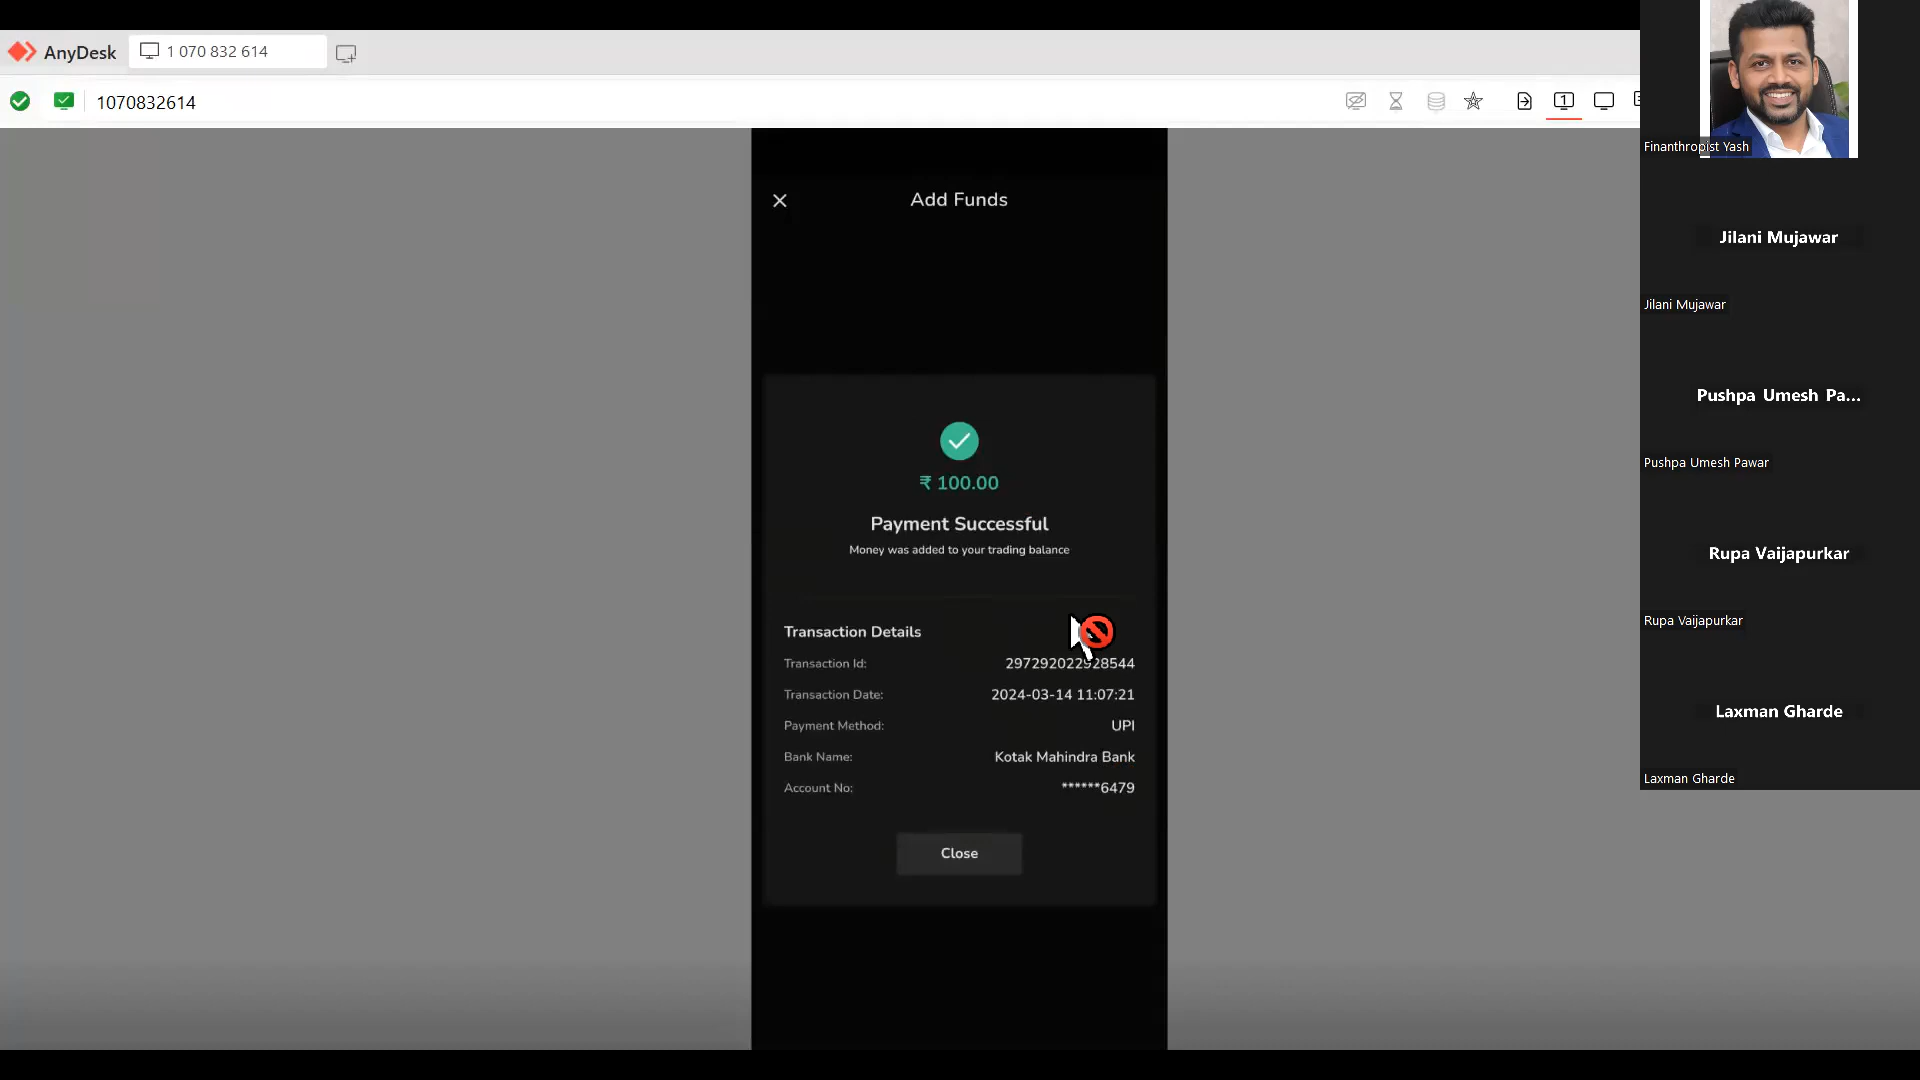 AnyDesk
1 070 832 614
1070832614
1
Add Funds
₹ 100.00
Payment Successful
Money was added to your trading balance
Transaction Details
Transaction Id: 297292022928544
Transaction Date: 2024-03-14 11:07:21
Payment Method: UPI
Bank Name: Kotak Mahindra Bank
Account No: ******6479
Close
Finanthropist Yash
Jilani Mujawar
Jilani Mujawar
Pushpa Umesh Pa...
Pushpa Umesh Pawar
Rupa Vaijapurkar
Rupa Vaijapurkar
Laxman Gharde
Laxman Gharde